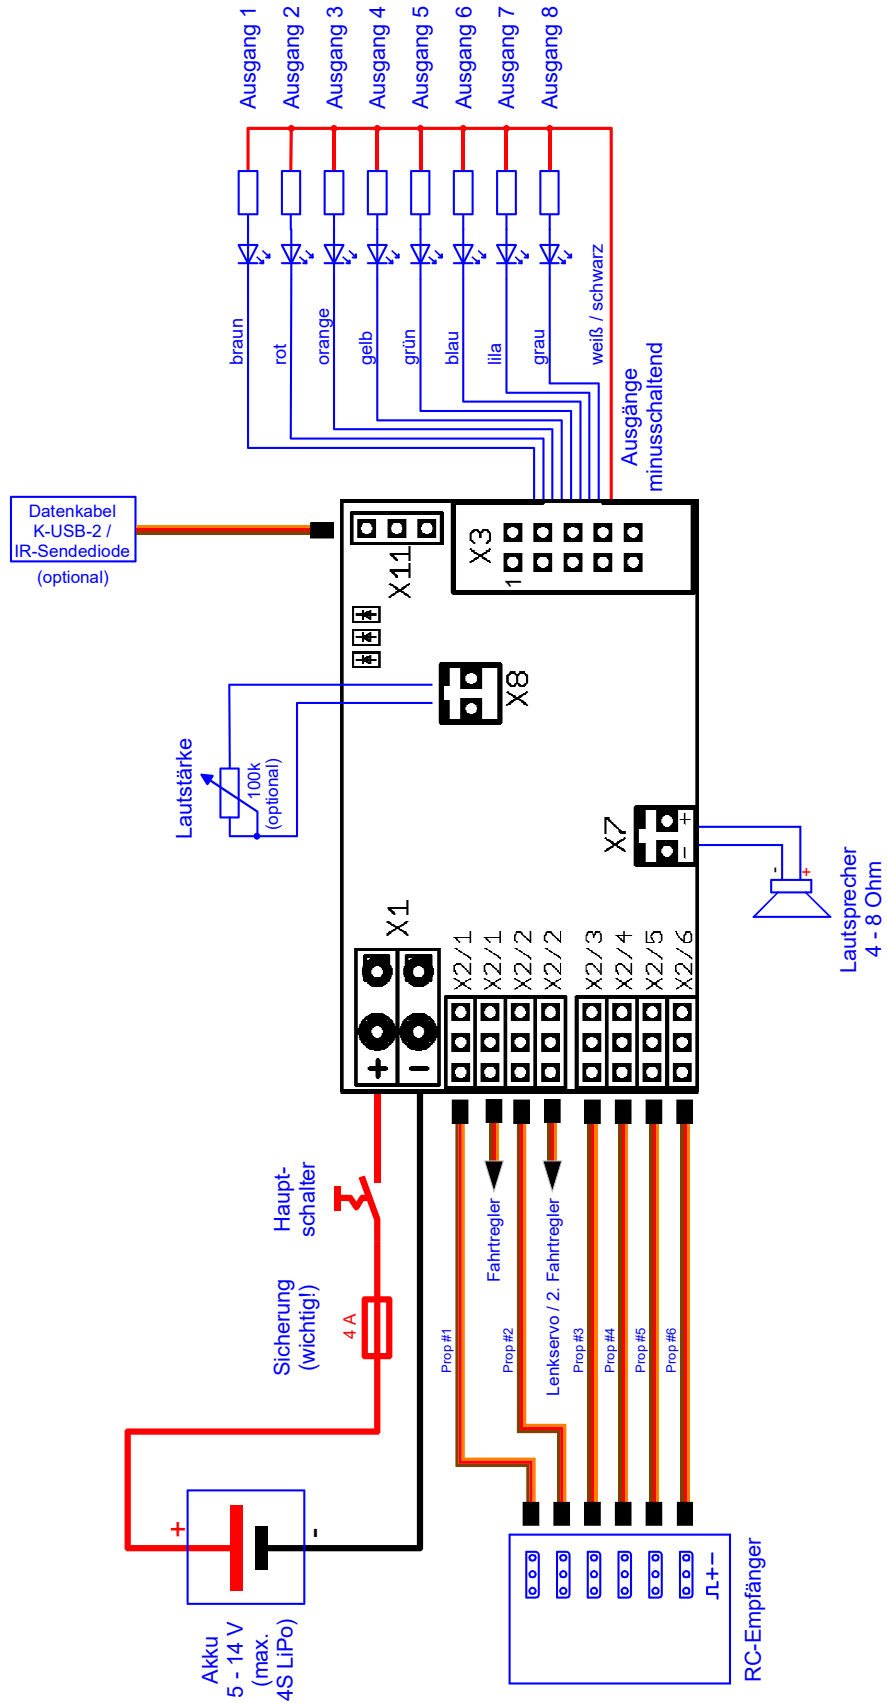 Ausgang 1
Ausgang 2
Ausgang 3
Ausgang 4
Ausgang 5
Ausgang 6
Ausgang 7
Ausgang 8
braun
rot
orange
gelb
grün
blau
lila
grau
weiß / schwarz
Ausgänge
minusschaltend
Datenkabel
K-USB-2 /
IR-Sendediode
(optional)
X11
X3
1
X8
Lautstärke
100k
(optional)
X7
- +
- +
Lautsprecher
4 - 8 Ohm
X1
+
-
X2/1
X2/1
X2/2
X2/2
X2/3
X2/4
X2/5
X2/6
Haupt-
schalter
Sicherung
(wichtig!)
4 A
Fahrtregler
Lenkservo / 2. Fahrtregler
Prop #1
Prop #2
Prop #3
Prop #4
Prop #5
Prop #6
+
-
Akku
5 - 14 V
(max.
4S LiPo)
+ -
RC-Empfänger